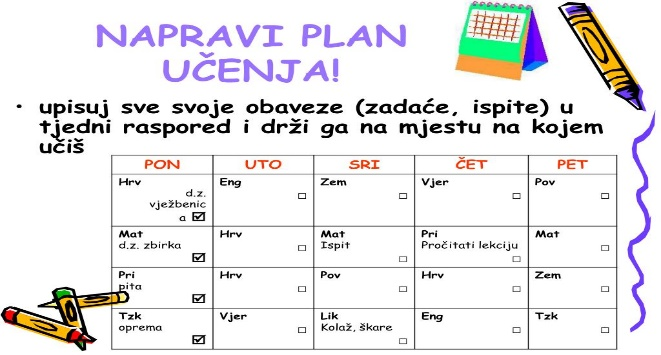 NAPRAVI PLAN
UČENJA!
• upisuj sve svoje obaveze (zadaće, ispite) u
tjedni raspored i drži ga na mjestu na kojem
učiš
PON UTO SRI ČET PET
Hrv Eng Zem Vjer Pov
d.z.
vježbenic
a ☑ ☐ ☐ ☐ ☐
Mat Hrv Mat Pri Mat
d.z. zbirka Ispit Pročitati lekciju
☑ ☐ ☐ ☐ ☐
Pri Hrv Pov Hrv Zem
pita
☑ ☐ ☐ ☐ ☐
Tzk Vjer Lik Eng Tzk
oprema Kolaž, škare
☑ ☐ ☐ ☐ ☐